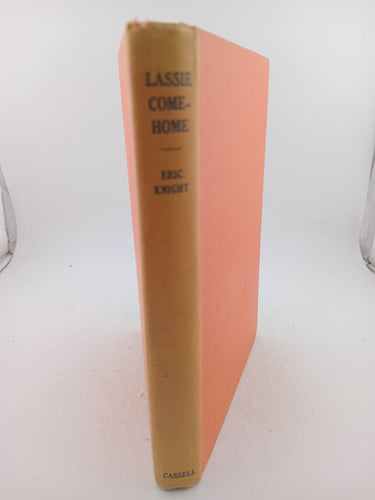 LASSIE
COME-
HOME
ERIC
KNIGHT
CASSELL